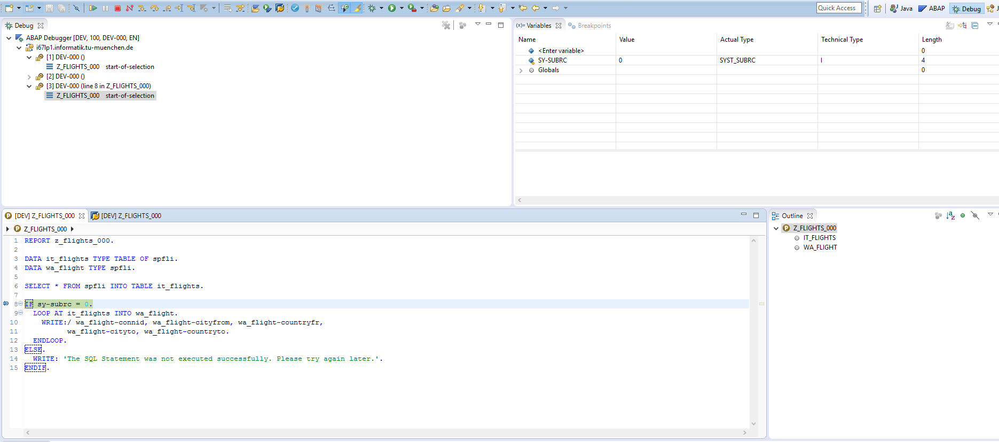 Quick Access
Java
ABAP
Debug
J
Debug
ABAP Debugger [DEV, 100, DEV-000, EN]
i67lp1.informatik.tu-muenchen.de
[1] DEV-000 ()
Z_FLIGHTS_000 start-of-selection
[2] DEV-000 ()
[3] DEV-000 (line 8 in Z_FLIGHTS_000)
Z_FLIGHTS_000 start-of-selection
(x)= Variables
Breakpoints
Name Value Actual Type Technical Type Length
<Enter variable> 0
SY-SUBRC 0 SYST_SUBRC I 4
Globals 0
[DEV] Z_FLIGHTS_000
[DEV] Z_FLIGHTS_000
Z_FLIGHTS_000
1 REPORT z_flights_000.
2
3 DATA it_flights TYPE TABLE OF spfli.
4 DATA wa_flight TYPE spfli.
5
6 SELECT * FROM spfli INTO TABLE it_flights.
7
8 IF sy-subrc = 0.
9 LOOP AT it_flights INTO wa_flight.
10 WRITE:/ wa_flight-connid, wa_flight-cityfrom, wa_flight-countryfr,
11 wa_flight-cityto, wa_flight-countryto.
12 ENDLOOP.
13 ELSE.
14 WRITE: 'The SQL Statement was not executed successfully. Please try again later.'.
15 ENDIF.
Outline
Z_FLIGHTS_000
IT_FLIGHTS
WA_FLIGHT